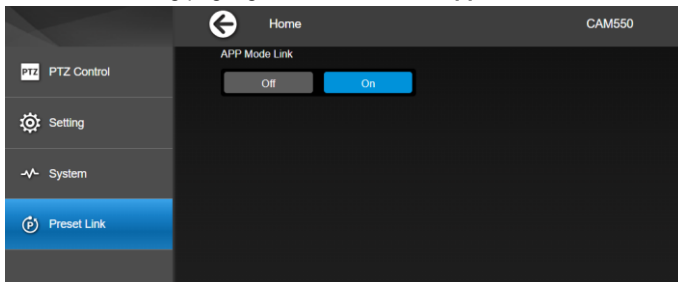 Home
CAM550
APP Mode Link
Off
On
PTZ
PTZ Control
Setting
System
P
Preset Link